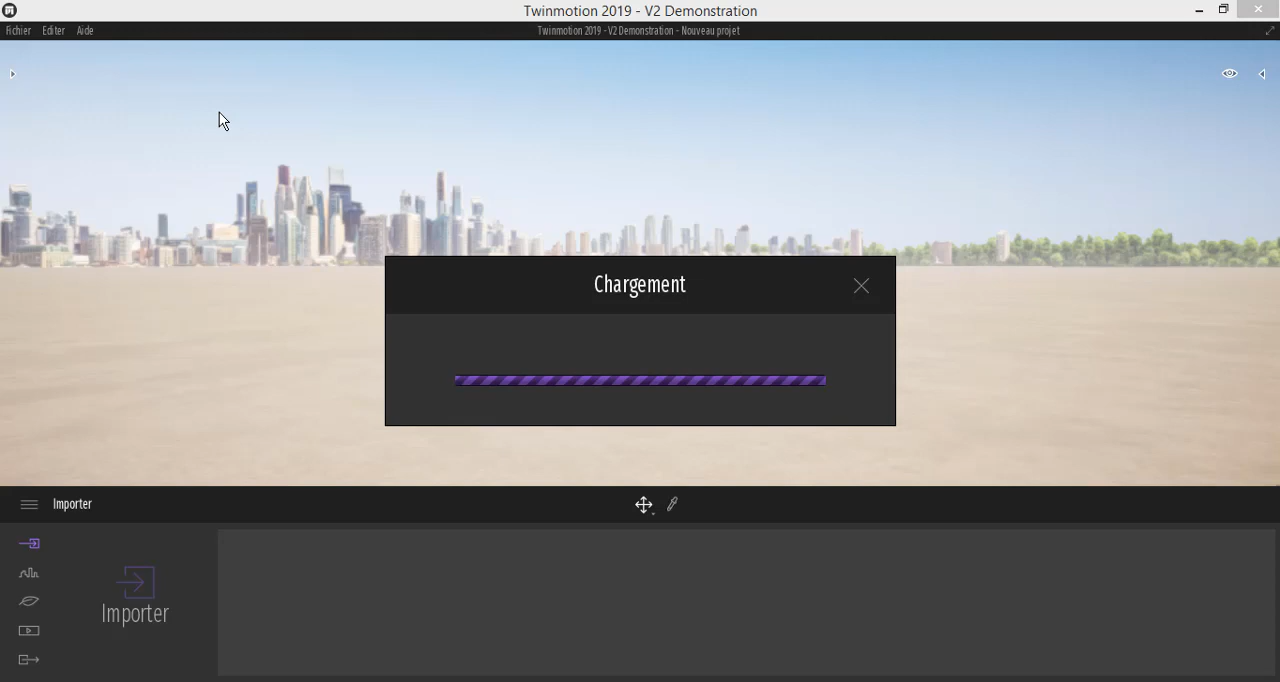 Twinmotion 2019 - V2 Demonstration
Fichier Editer Aide
Twinmotion 2019 - V2 Demonstration - Nouveau projet
Chargement
Importer
Importer